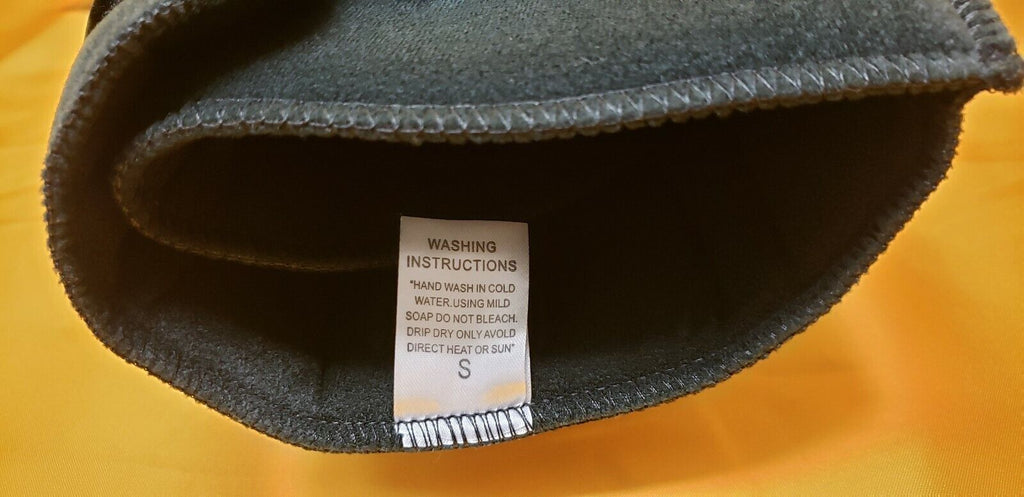 WASHING
INSTRUCTIONS
"HAND WASH IN COLD
WATER.USING MILD
SOAP DO NOT BLEACH.
DRIP DRY ONLY AVOLD
DIRECT HEAT OR SUN"
S